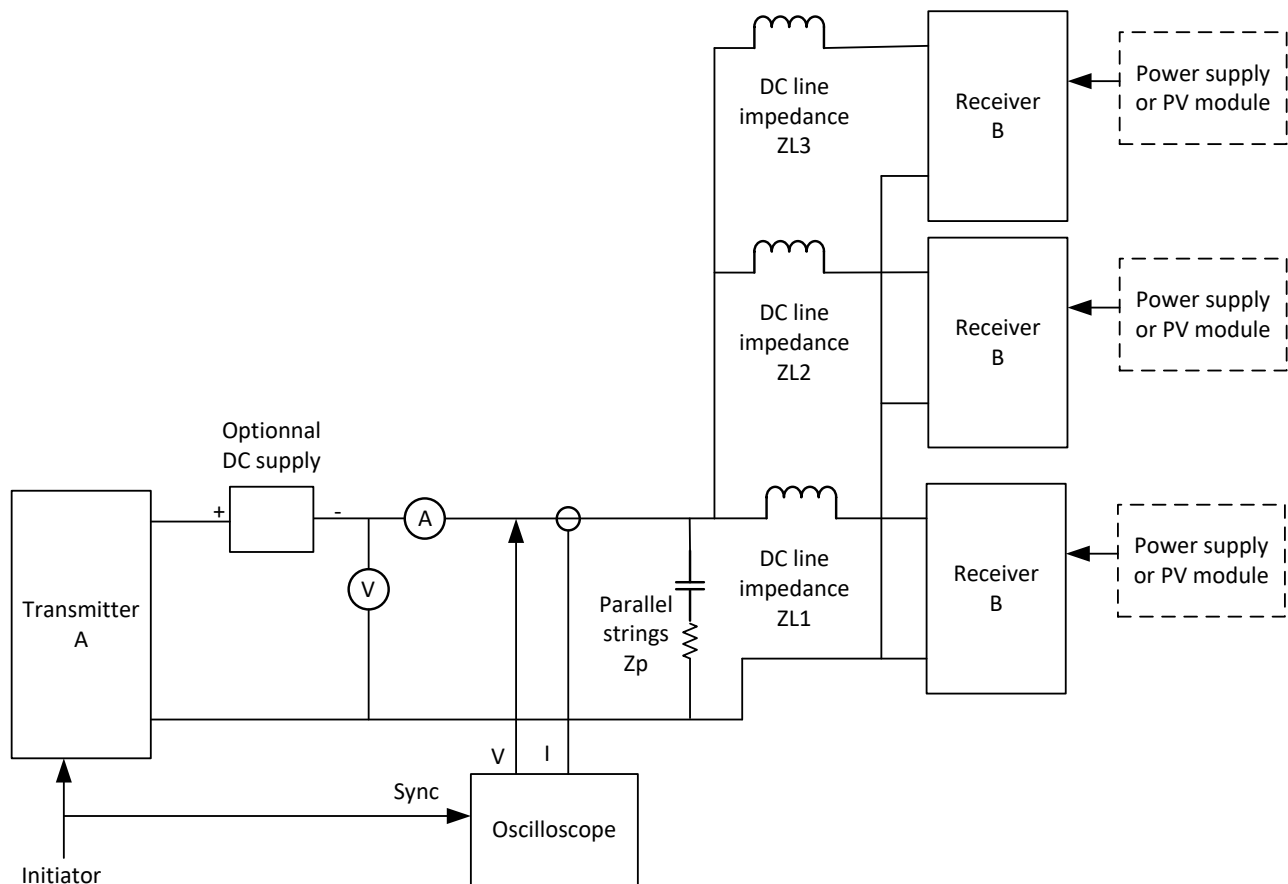 DC line
impedance
ZL3
Receiver
B
Power supply
or PV module
DC line
impedance
ZL2
Receiver
B
Power supply
or PV module
Optionnal
DC supply
+
-
A
V
Transmitter
A
Parallel
strings
Zp
DC line
impedance
ZL1
Receiver
B
Power supply
or PV module
V
I
Sync
Oscilloscope
Initiator